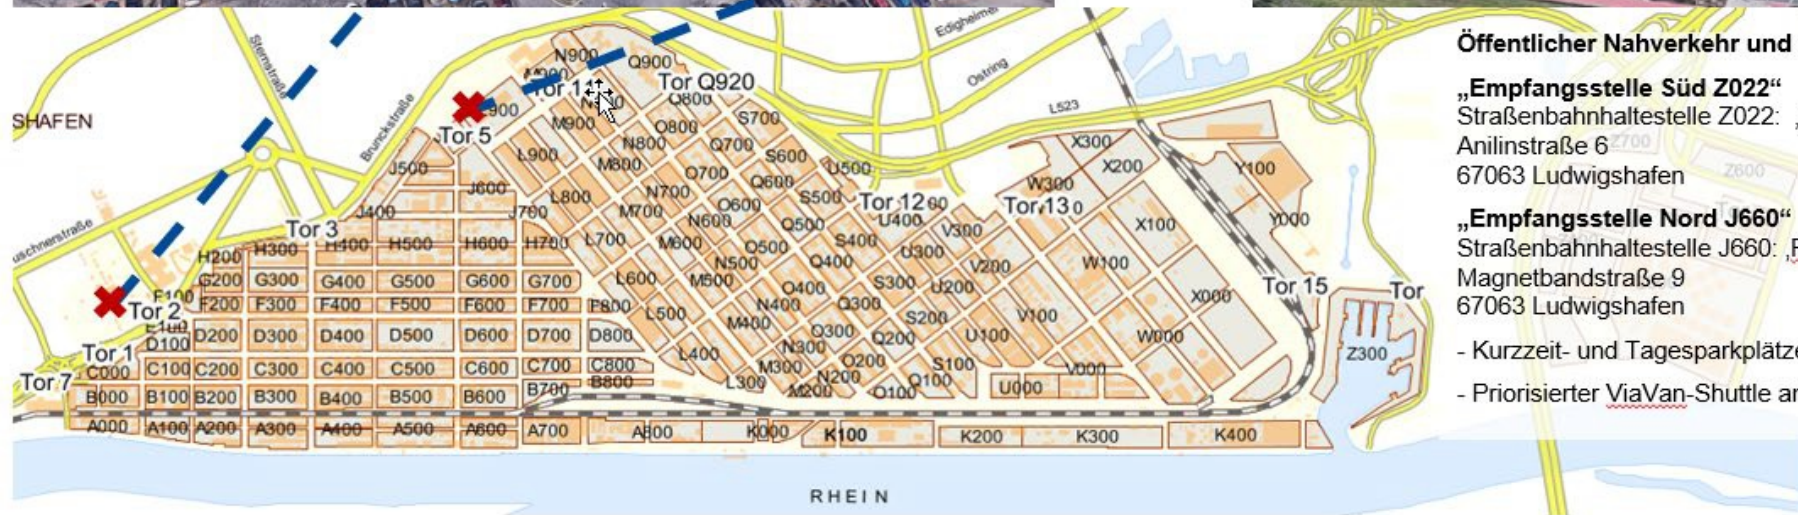 Öffentlicher Nahverkehr und
„Empfangsstelle Süd Z022“
Straßenbahnhaltestelle Z022: ‚
Anilinstraße 6
67063 Ludwigshafen
„Empfangsstelle Nord J660“
Straßenbahnhaltestelle J660: ‚F
Magnetbandstraße 9
67063 Ludwigshafen
- Kurzzeit- und Tagesparkplätze
- Priorisierter ViaVan-Shuttle an
Z700
Z600
SHAFEN
Sternstraße
Brunckstraße
uschnerstraße
Edigheimer
Ostring
L523
N900
Q900
Tor Q920
Q800
Tor 5
M900
O800
S700
L900
N800
Q700
S600
U500
X300
X200
Y100
J500
M800
O700
Q600
W300
J600
L800
N700
O600
S500
Tor 12
Tor 13
J400
J700
M700
N600
Q500
U400
V300
X100
Y000
Tor 3
H200
H300
H400
H500
H600
H700
L700
M600
O500
S400
U300
N500
Q400
V200
W100
G200
G300
G400
G500
G600
G700
L600
M500
O400
S300
U200
X000
Tor 15
Tor
Tor 2
F200
F300
F400
F500
F600
F700
F800
L500
N400
Q300
S200
V100
M400
D100
D200
D300
D400
D500
D600
D700
D800
O300
Q200
U100
W000
Tor 1
N300
L400
Z300
C000
C100
C200
C300
C400
C500
C600
C700
C800
M300
O200
S100
V000
Tor 7
B800
L300
N200
Q100
U000
B000
B100
B200
B300
B400
B500
B600
B700
M200
O100
A000
A100
A200
A300
A400
A500
A600
A700
A800
K000
K100
K200
K300
K400
RHEIN